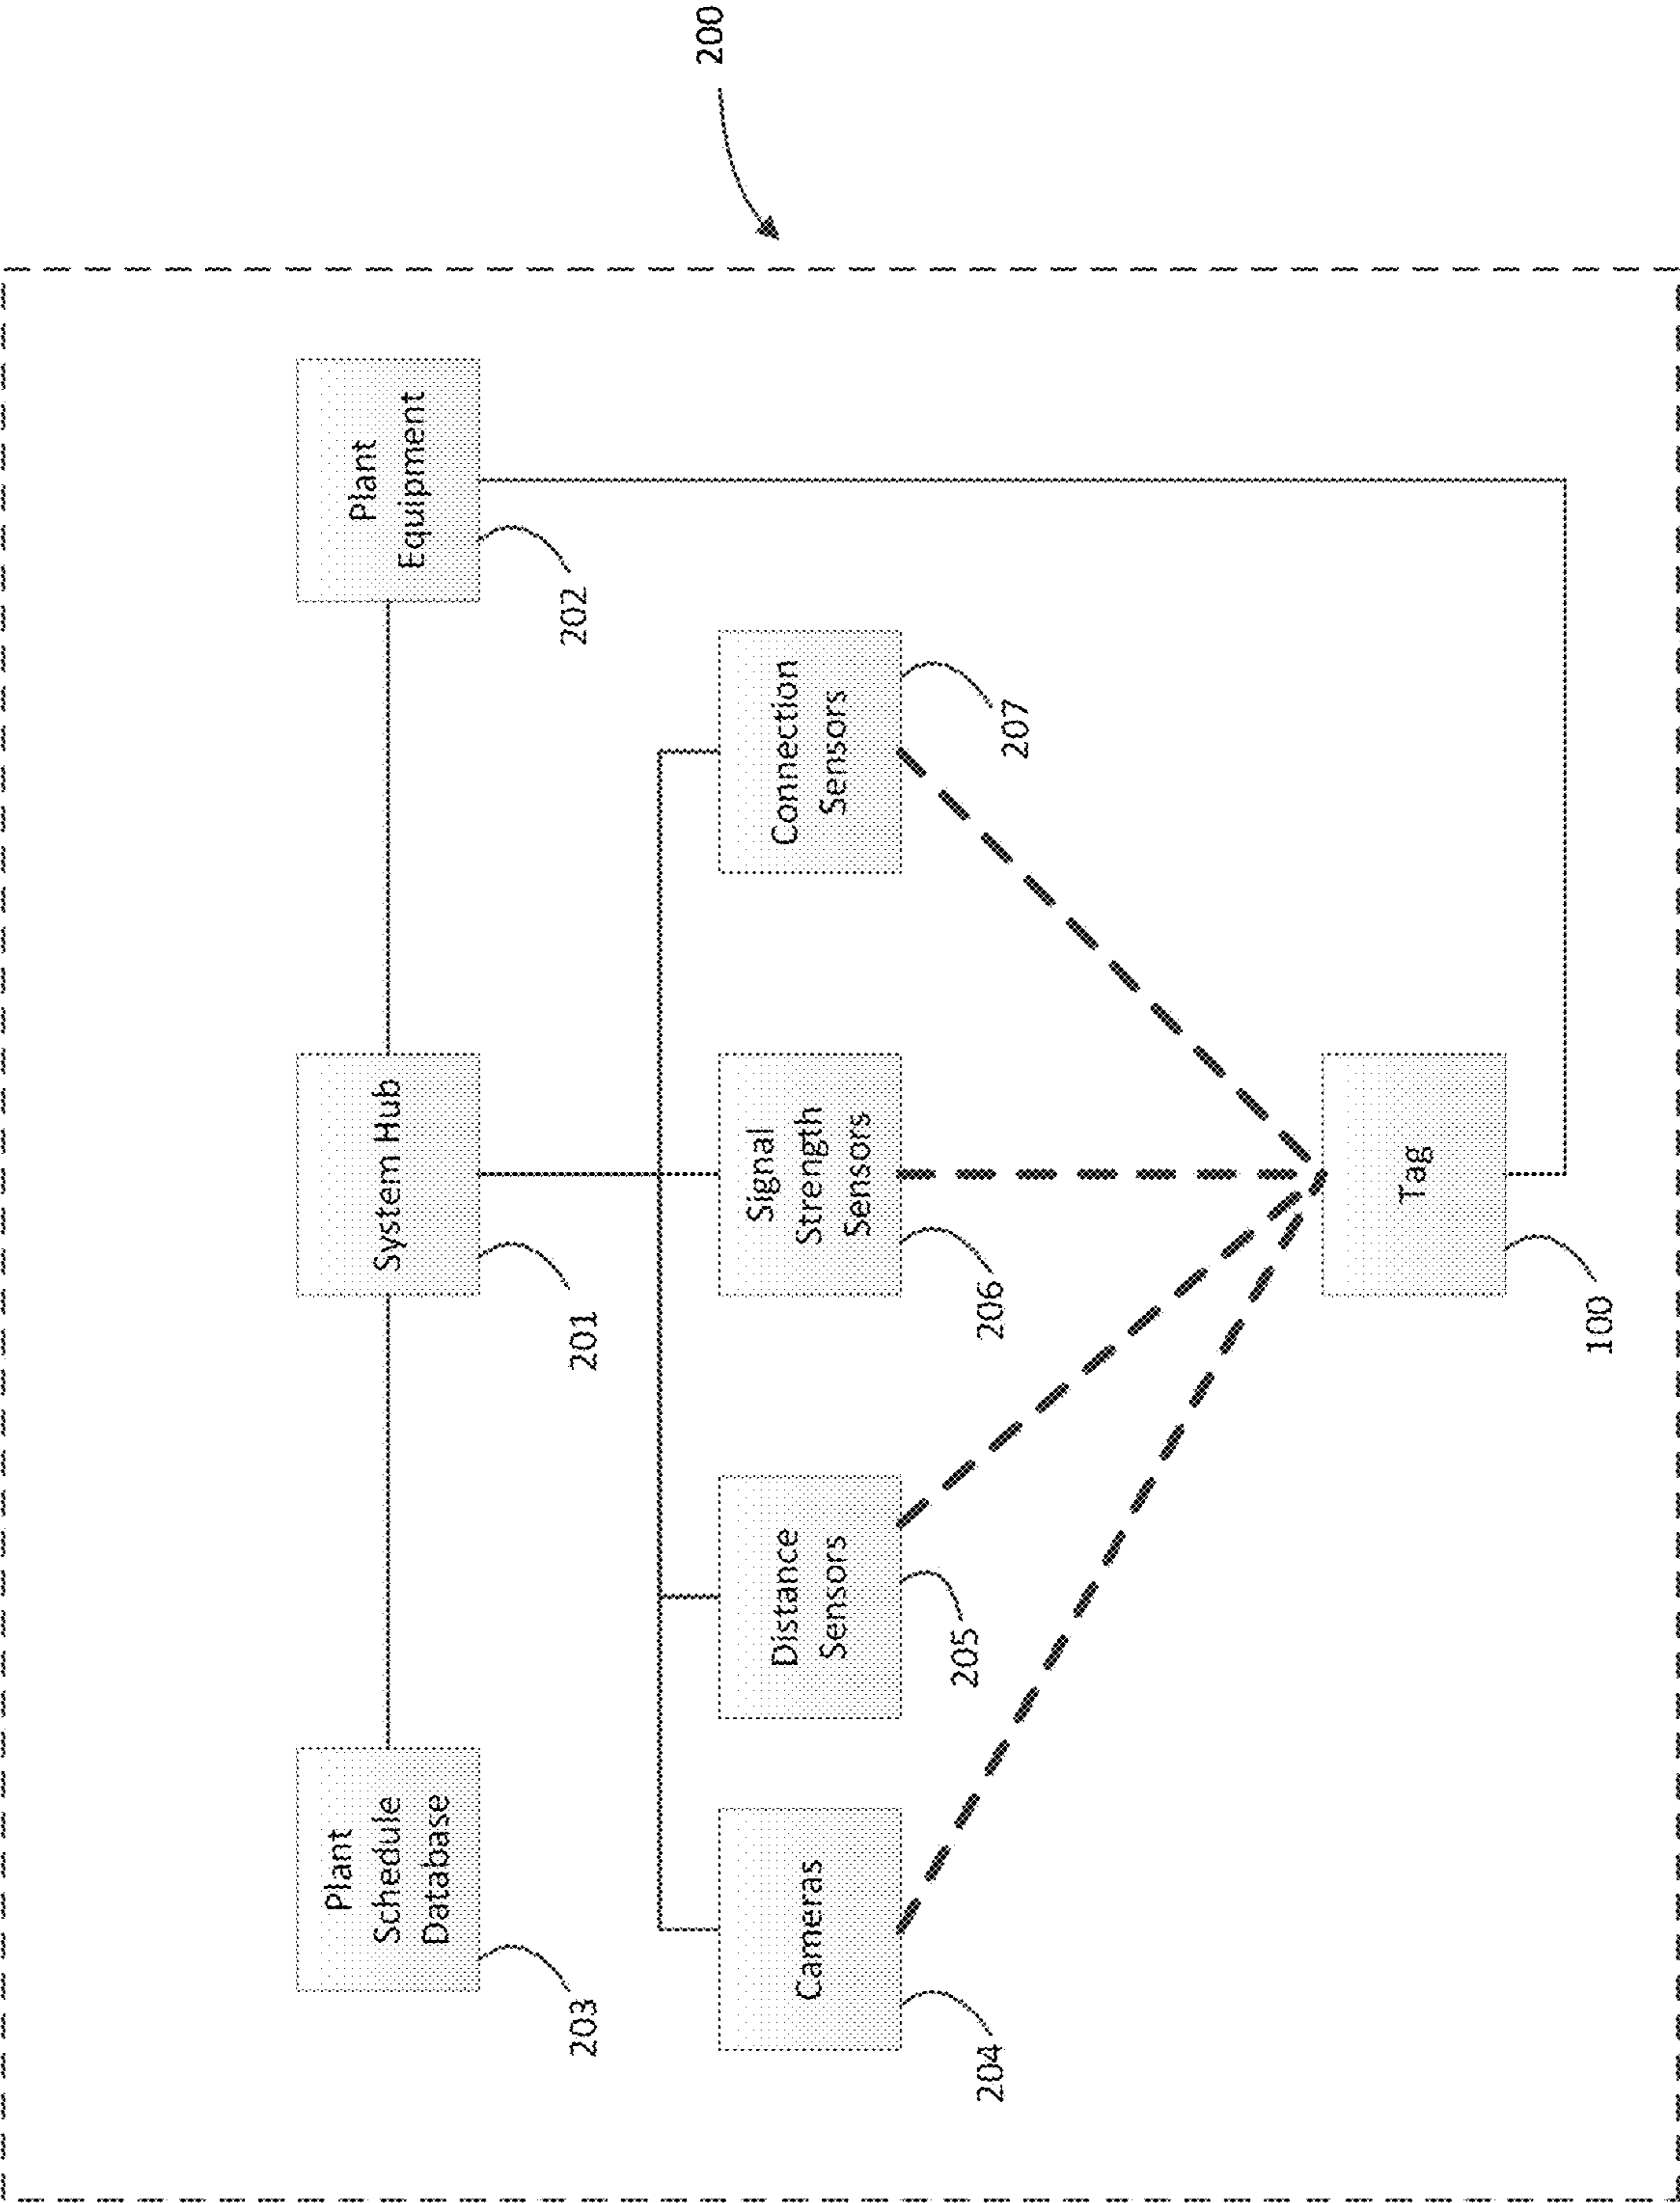 200
Plant
Schedule
Database
203
System Hub
201
Plant
Equipment
202
Cameras
204
Distance
Sensors
205
Signal
Strength
Sensors
206
Connection
Sensors
207
Tag
100